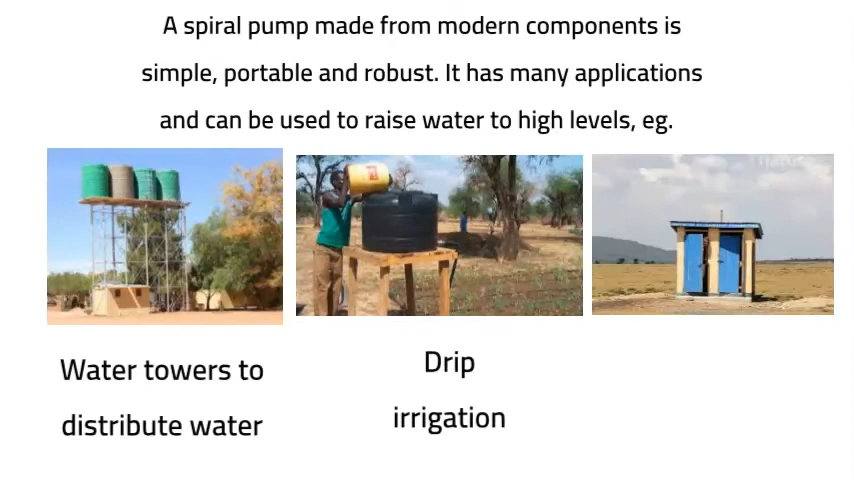 A spiral pump made from modern components is
simple, portable and robust. It has many applications
and can be used to raise water to high levels, eg.
Water towers to
distribute water
Drip
irrigation